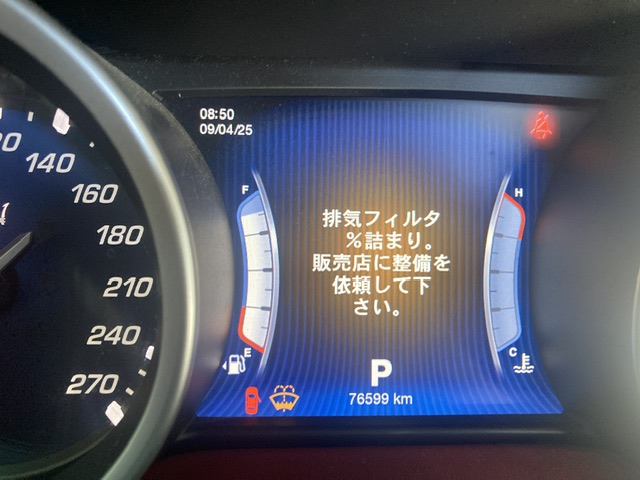 08:50
09/04/25
140
160
180
210
240
270
F
E
排気フィルタ
%詰まり。
販売店に整備を
依頼して下
さい。
H
C
P
76599 km